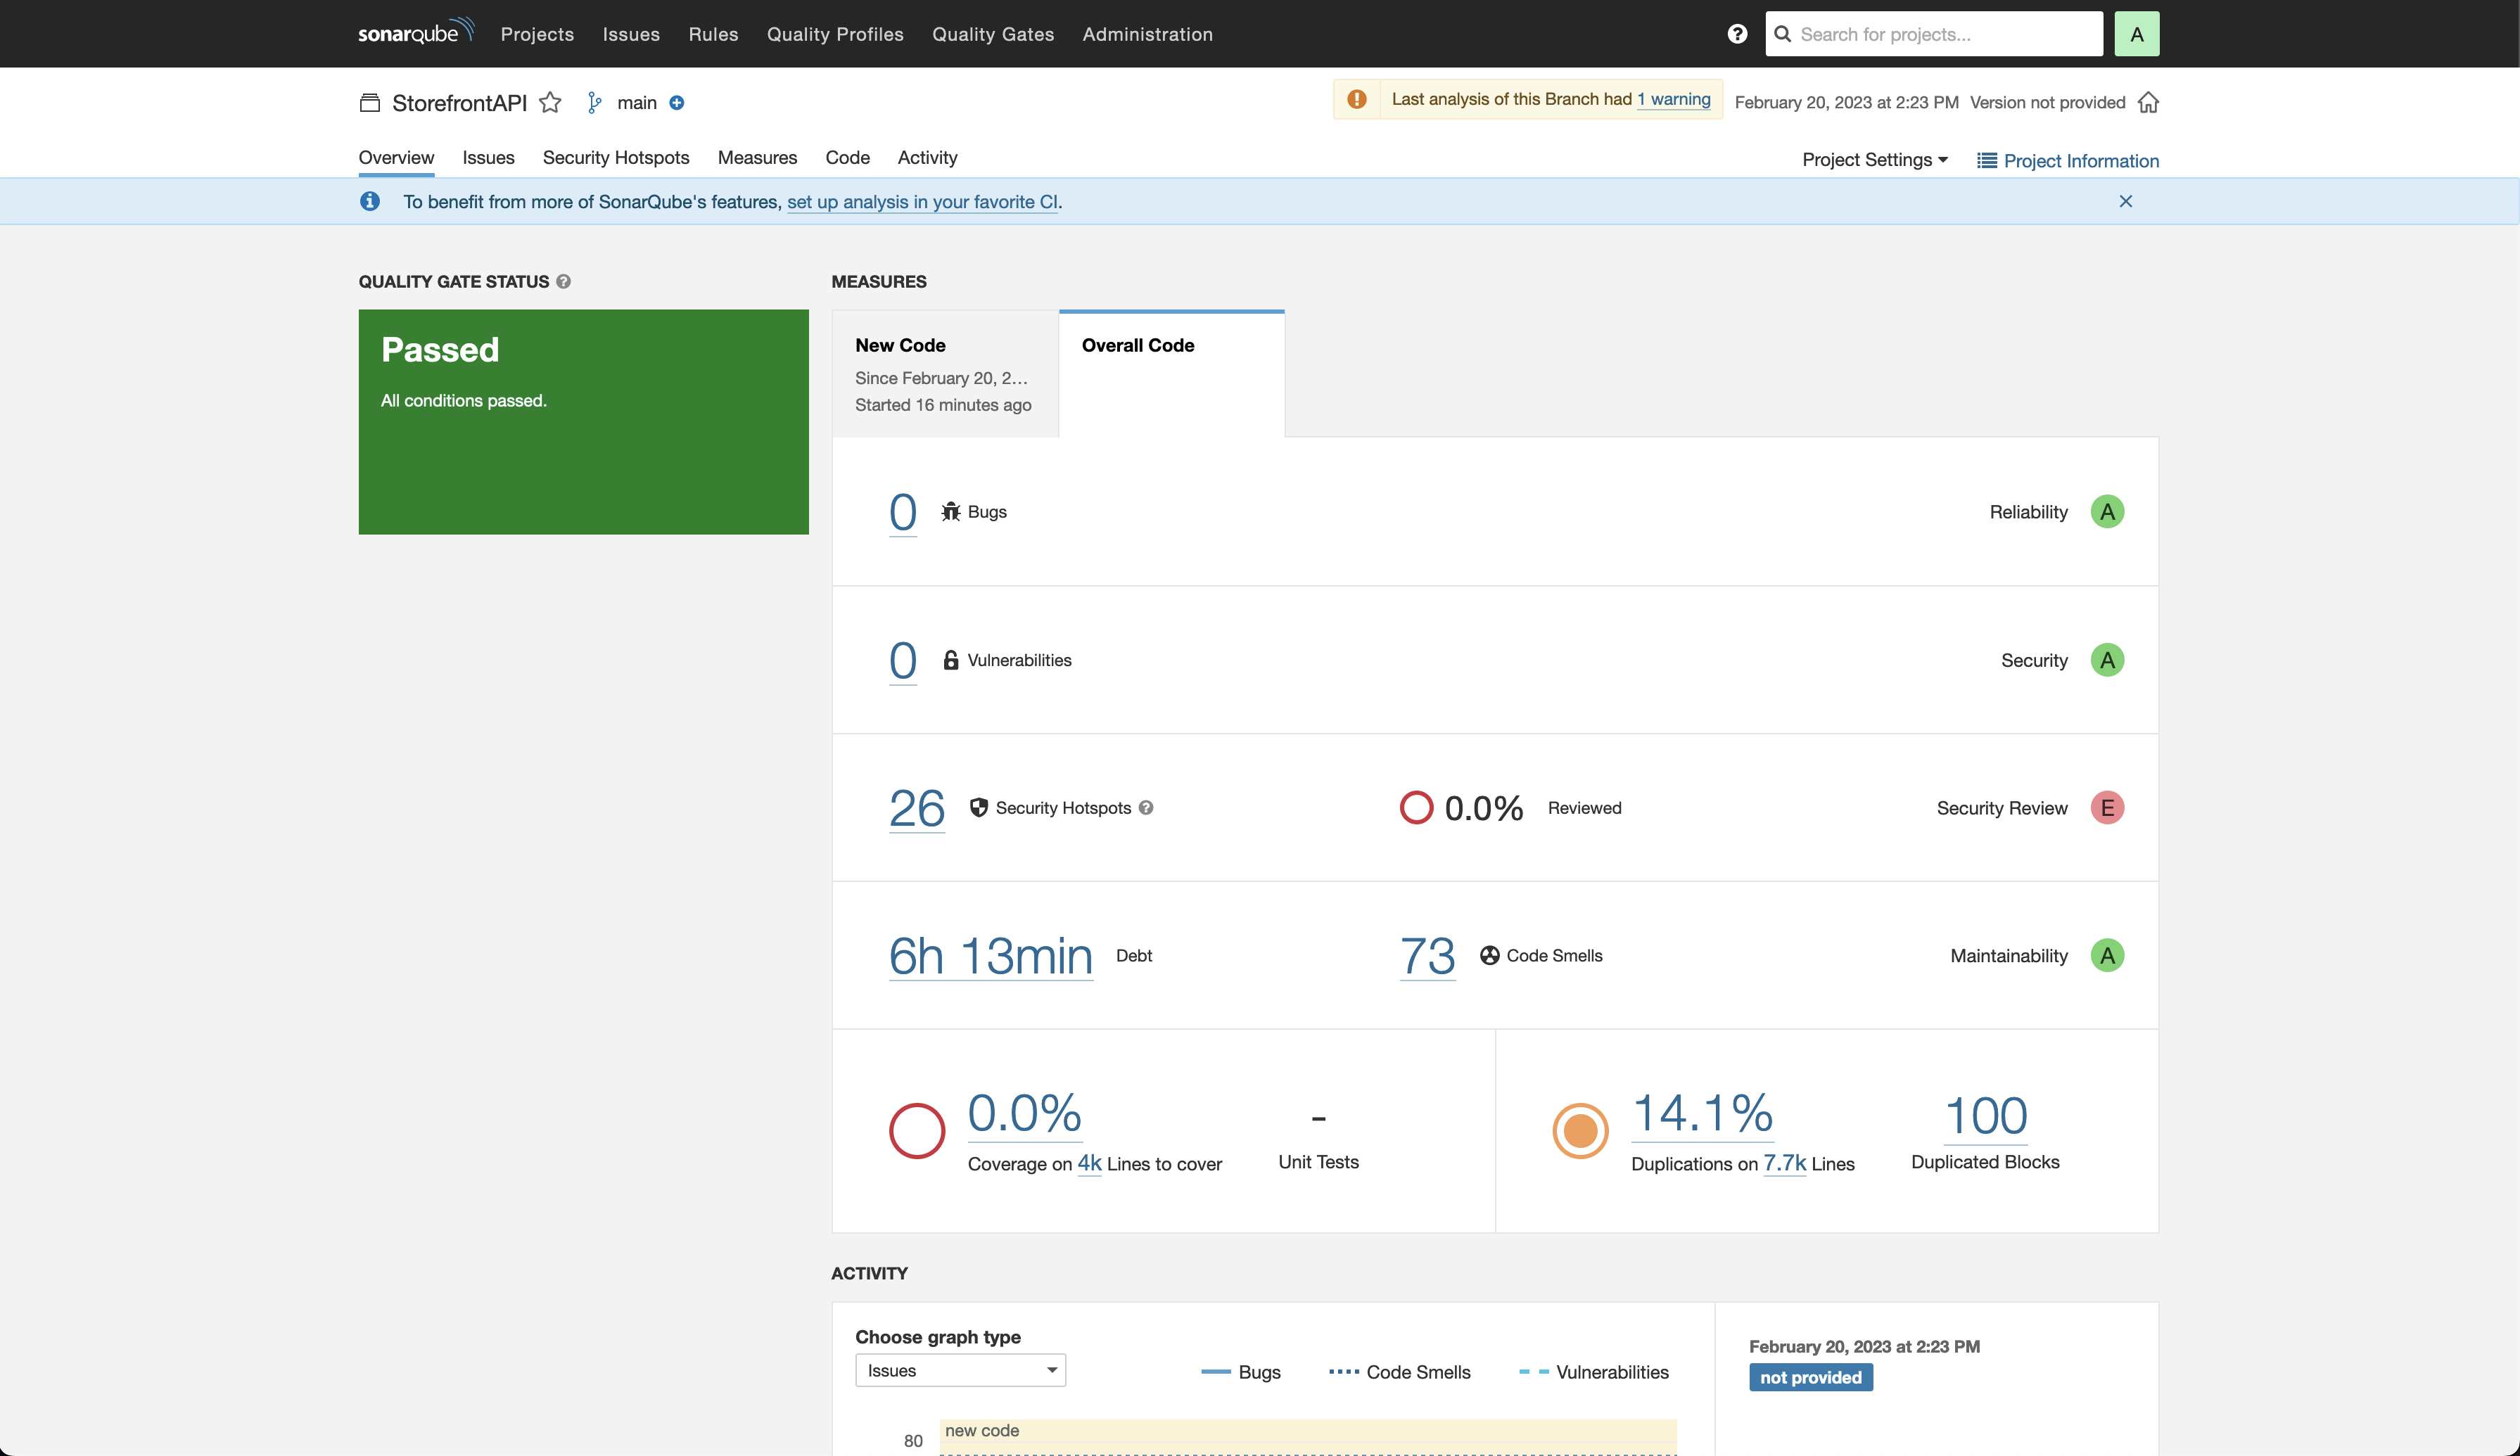 sonarqube Projects Issues Rules Quality Profiles Quality Gates Administration ? Search for projects... A
StorefrontAPI main Last analysis of this Branch had 1 warning February 20, 2023 at 2:23 PM Version not provided
Overview Issues Security Hotspots Measures Code Activity Project Settings Project Information
To benefit from more of SonarQube's features, set up analysis in your favorite CI.
QUALITY GATE STATUS ?
Passed
All conditions passed.
MEASURES
New Code
Since February 20, 2…
Started 16 minutes ago
Overall Code
0 Bugs Reliability A
0 Vulnerabilities Security A
26 Security Hotspots ? 0.0% Reviewed Security Review E
6h 13min Debt 73 Code Smells Maintainability A
0.0%
Coverage on 4k Lines to cover
–
Unit Tests
14.1%
Duplications on 7.7k Lines
100
Duplicated Blocks
ACTIVITY
Choose graph type
Issues
Bugs Code Smells Vulnerabilities
80 new code
February 20, 2023 at 2:23 PM
not provided